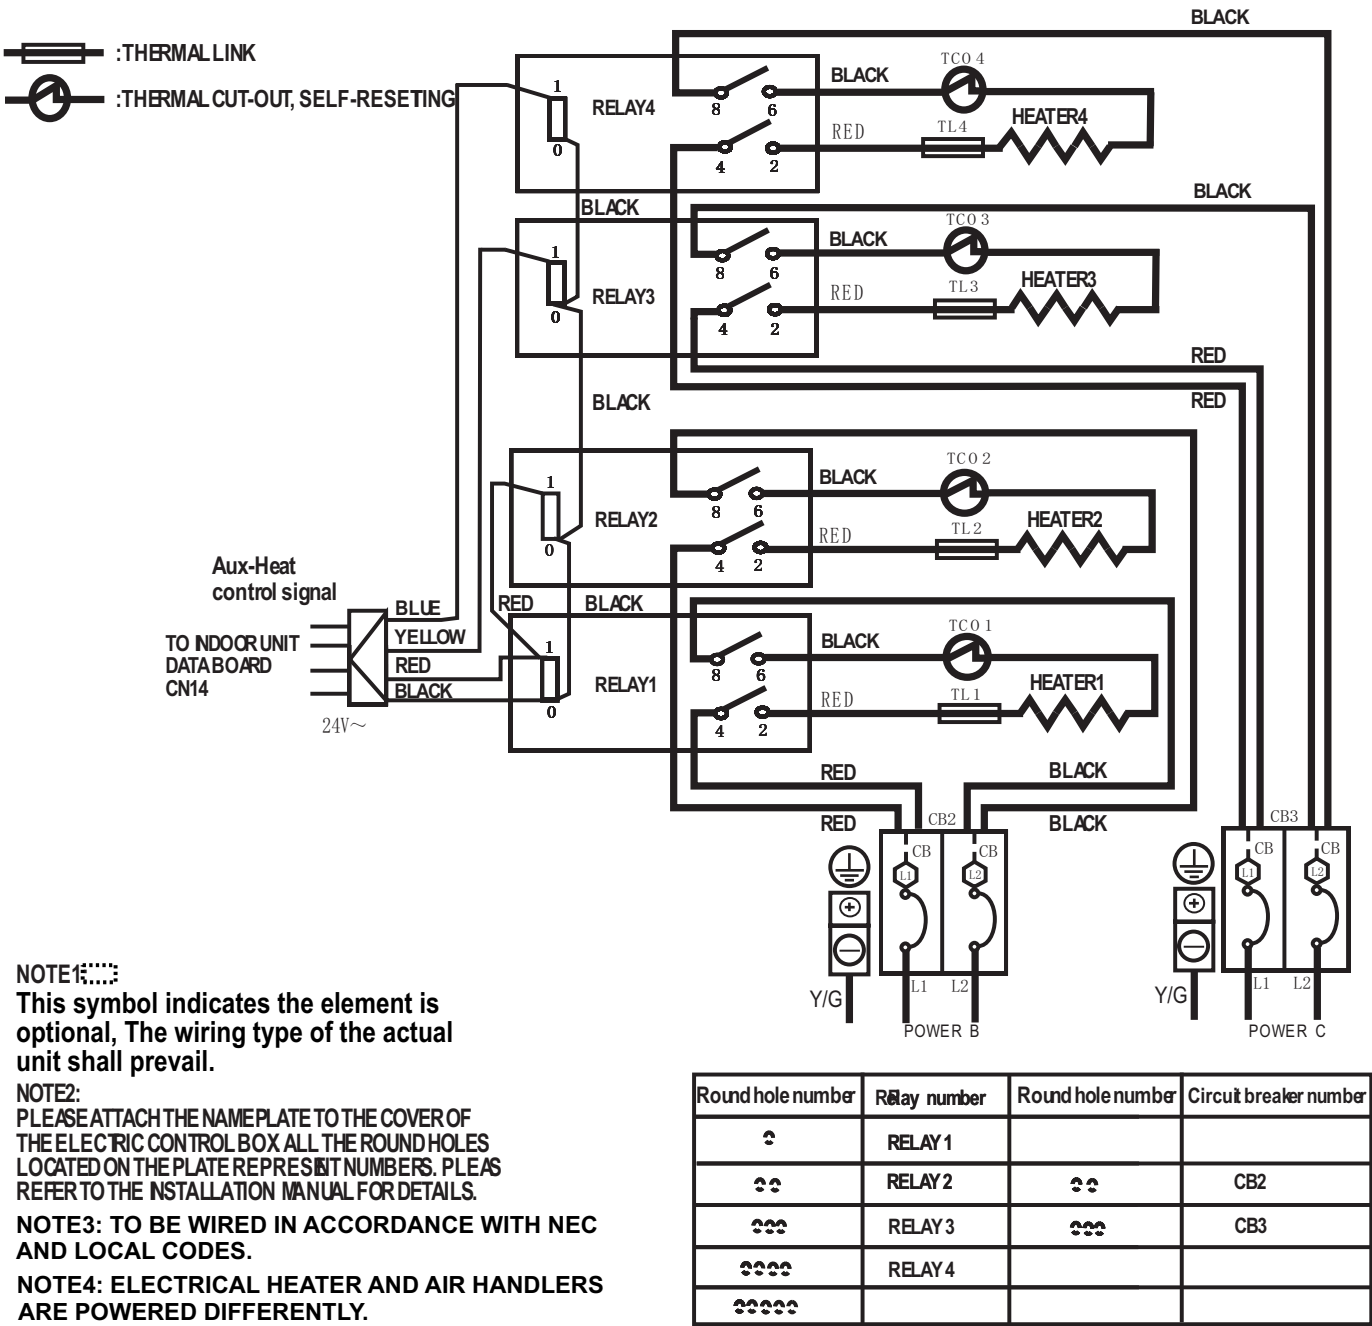 BLACK
:THERMAL LINK
:THERMAL CUT-OUT, SELF-RESETING
1
RELAY4
0
8
6
4
2
BLACK
TCO 4
RED
TL4
HEATER4
BLACK
BLACK
1
RELAY3
0
8
6
4
2
BLACK
TCO 3
RED
TL3
HEATER3
RED
RED
BLACK
1
RELAY2
0
8
6
4
2
BLACK
TCO 2
RED
TL2
HEATER2
Aux-Heat
control signal
TO INDOOR UNIT
DATA BOARD
CN14
24V～
BLUE
YELLOW
RED
BLACK
RED
BLACK
1
RELAY1
0
8
6
4
2
BLACK
TCO 1
RED
TL1
HEATER1
RED
BLACK
RED
BLACK
CB2
CB
CB
L1
L2
Y/G
L1
L2
POWER B
CB3
CB
CB
L1
L2
Y/G
L1
L2
POWER C
NOTE1:
This symbol indicates the element is
optional, The wiring type of the actual
unit shall prevail.
NOTE2:
PLEASE ATTACH THE NAMEPLATE TO THE COVER OF
THE ELECTRIC CONTROL BOX ALL THE ROUND HOLES
LOCATED ON THE PLATE REPRESENT NUMBERS. PLEAS
REFER TO THE INSTALLATION MANUAL FOR DETAILS.
NOTE3: TO BE WIRED IN ACCORDANCE WITH NEC
AND LOCAL CODES.
NOTE4: ELECTRICAL HEATER AND AIR HANDLERS
ARE POWERED DIFFERENTLY.
Round hole number Relay number Round hole number Circuit breaker number
RELAY 1
RELAY 2 CB2
RELAY 3 CB3
RELAY 4